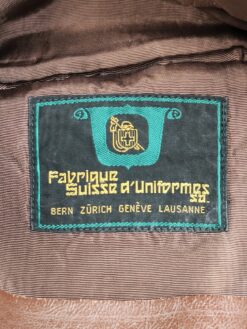 Fabrique
Suisse d'Uniformes
sa.
BERN ZÜRICH GENÈVE LAUSANNE